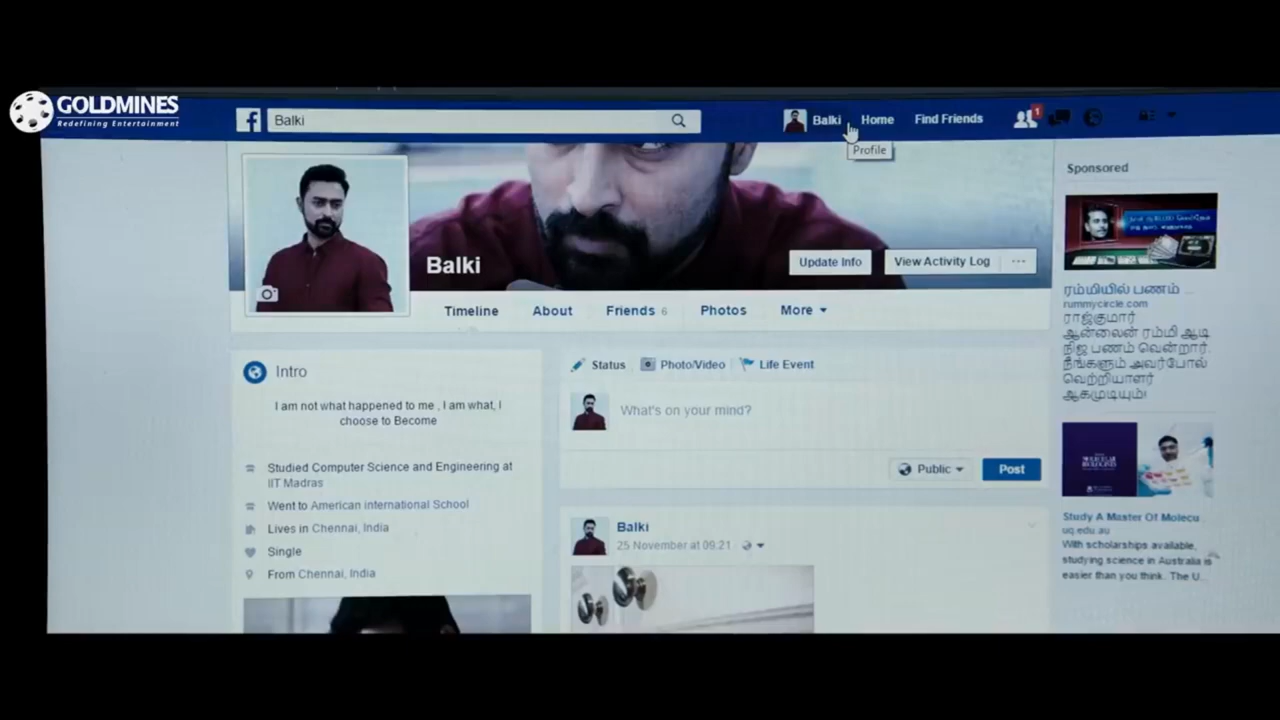 GOLDMINES
Redefining Entertainment
f
Balki
Balki
Home
Find Friends
1
Profile
Sponsored
Balki
Update Info
View Activity Log
Timeline
About
Friends 6
Photos
More
ரம்மியில் பணம் ...
rummycircle.com
ராஜ்குமார்
ஆன்லைன் ரம்மி ஆடி
நிஜ பணம் வென்றார்.
நீங்களும் அவர்போல்
வெற்றியாளர்
ஆகமுடியும்!
Intro
I am not what happened to me , I am what, I
choose to Become
Studied Computer Science and Engineering at
IIT Madras
Went to American international School
Lives in Chennai, India
Single
From Chennai, India
Status
Photo/Video
Life Event
What's on your mind?
Public
Post
Balki
25 November at 09:21
Study A Master Of Molecu
uq.edu.au
With scholarships available,
studying science in Australia is
easier than you think. The U...